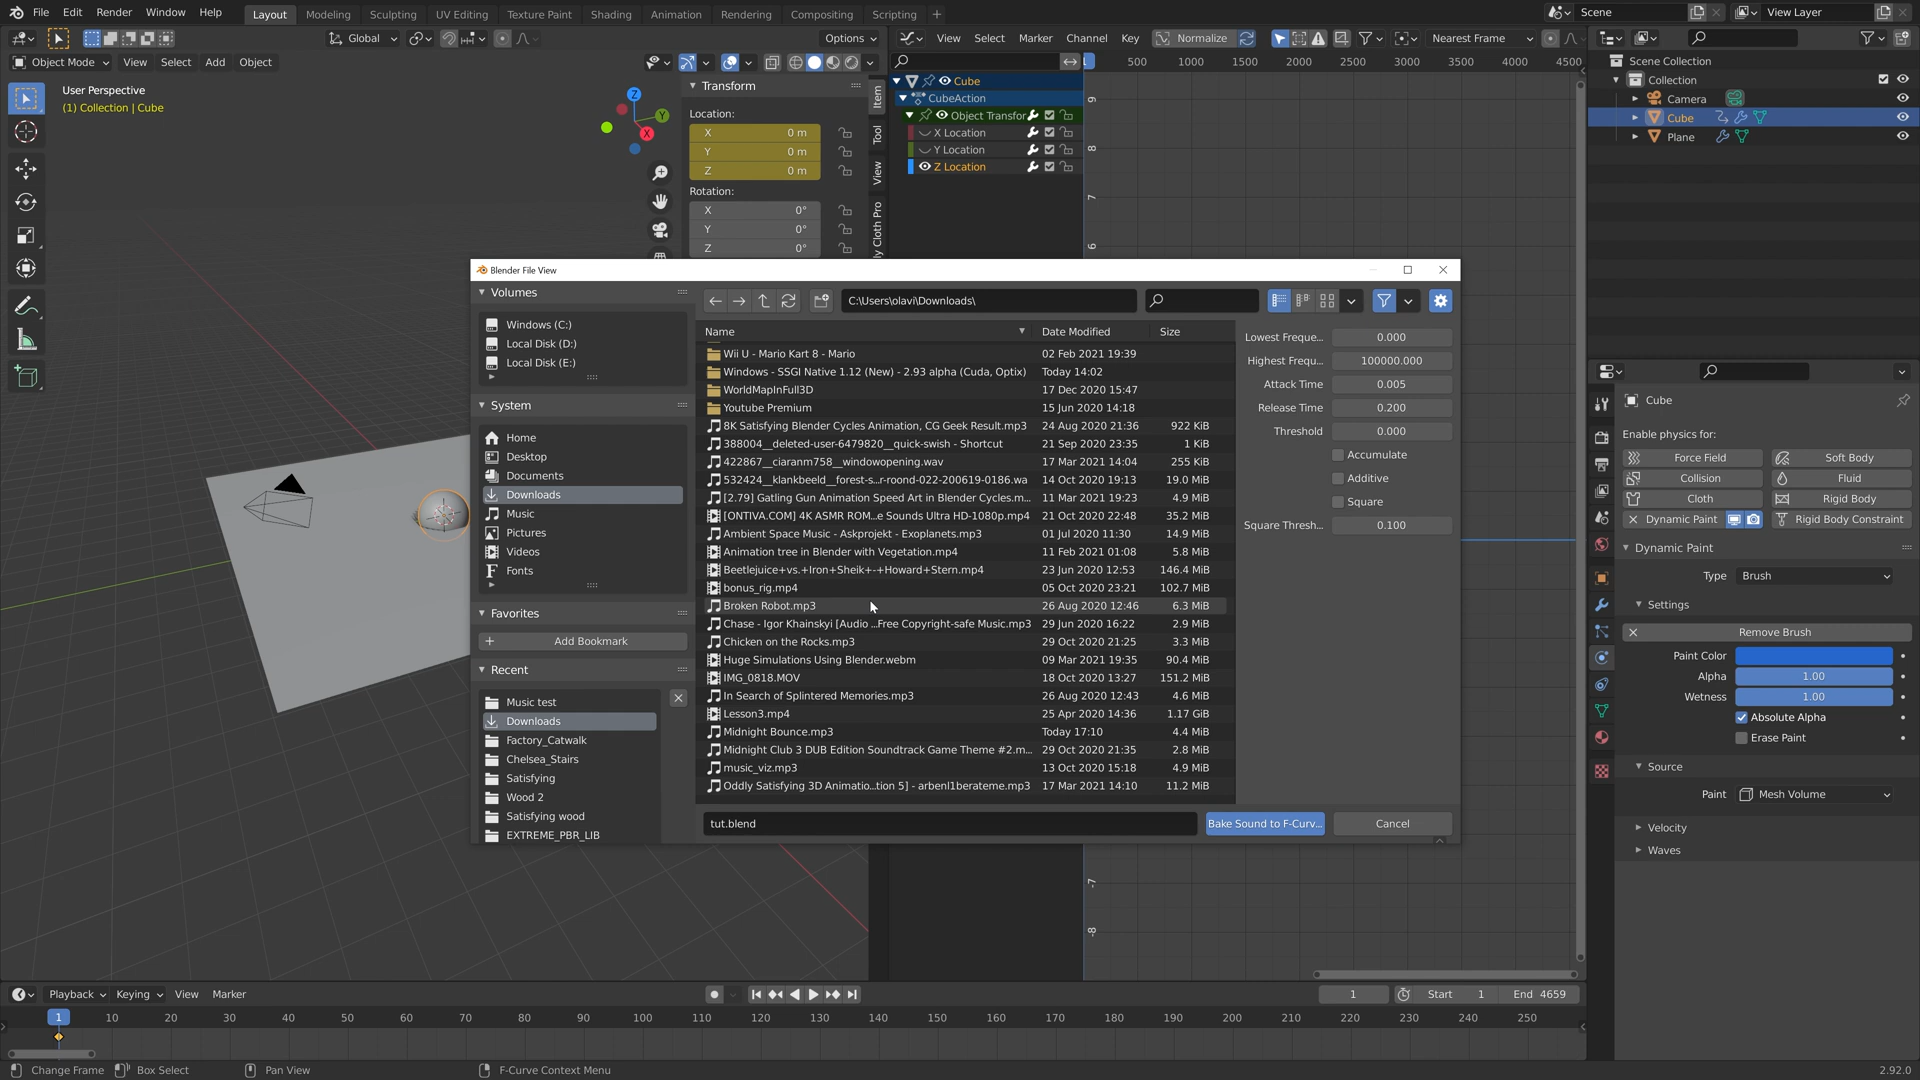 File Edit Render Window Help Layout Modeling Sculpting UV Editing Texture Paint Shading Animation Rendering Compositing Scripting + Scene View Layer
Global Options View Select Marker Channel Key Normalize Nearest Frame
Object Mode View Select Add Object
User Perspective
(1) Collection | Cube
Z
Y
X
Transform
Location:
X 0 m
Y 0 m
Z 0 m
Rotation:
X 0°
Y 0°
Z 0°
Item
Tool
View
Cube
CubeAction
Object Transfor
X Location
Y Location
Z Location
500 1000 1500 2000 2500 3000 3500 4000 4500
9
8
7
6
-7
-8
Scene Collection
Collection
Camera
Cube
Plane
Blender File View
Volumes
Windows (C:)
Local Disk (D:)
Local Disk (E:)
System
Home
Desktop
Documents
Downloads
Music
Pictures
Videos
Fonts
Favorites
Add Bookmark
Recent
Music test
Downloads
Factory_Catwalk
Chelsea_Stairs
Satisfying
Wood 2
Satisfying wood
EXTREME_PBR_LIB
C:\Users\olavi\Downloads\
Name Date Modified Size
Wii U - Mario Kart 8 - Mario 02 Feb 2021 19:39
Windows - SSGI Native 1.12 (New) - 2.93 alpha (Cuda, Optix) Today 14:02
WorldMapInFull3D 17 Dec 2020 15:47
Youtube Premium 15 Jun 2020 14:18
8K Satisfying Blender Cycles Animation, CG Geek Result.mp3 24 Aug 2020 21:36 922 KiB
388004__deleted-user-6479820__quick-swish - Shortcut 21 Sep 2020 23:35 1 KiB
422867__ciaranm758__windowopening.wav 17 Mar 2021 14:04 255 KiB
532424__klankbeeld__forest-s...r-round-022-200619-0186.wa 14 Oct 2020 19:13 19.0 MiB
[2.79] Gatling Gun Animation Speed Art in Blender Cycles.m... 11 Mar 2021 19:23 4.9 MiB
[ONTIVA.COM] 4K ASMR ROM...e Sounds Ultra HD-1080p.mp4 21 Oct 2020 22:48 35.2 MiB
Ambient Space Music - Askprojekt - Exoplanets.mp3 01 Jul 2020 11:30 14.9 MiB
Animation tree in Blender with Vegetation.mp4 11 Feb 2021 01:08 5.8 MiB
Beetlejuice+vs.+Iron+Sheik+-+Howard+Stern.mp4 23 Jun 2020 12:53 146.4 MiB
bonus_rig.mp4 05 Oct 2020 23:21 102.7 MiB
Broken Robot.mp3 26 Aug 2020 12:46 6.3 MiB
Chase - Igor Khainskyi [Audio ...Free Copyright-safe Music.mp3 29 Jun 2020 16:22 2.9 MiB
Chicken on the Rocks.mp3 29 Oct 2020 21:25 3.3 MiB
Huge Simulations Using Blender.webm 09 Mar 2021 19:35 90.4 MiB
IMG_0818.MOV 18 Oct 2020 13:27 151.2 MiB
In Search of Splintered Memories.mp3 26 Aug 2020 12:43 4.6 MiB
Lesson3.mp4 25 Apr 2020 14:36 1.17 GiB
Midnight Bounce.mp3 Today 17:10 4.4 MiB
Midnight Club 3 DUB Edition Soundtrack Game Theme #2.m... 29 Oct 2020 21:35 2.8 MiB
music_viz.mp3 13 Oct 2020 15:18 4.9 MiB
Oddly Satisfying 3D Animatio...tion 5] - arbenl1berateme.mp3 17 Mar 2021 14:10 11.2 MiB
tut.blend Bake Sound to F-Curv... Cancel
Lowest Freque... 0.000
Highest Frequ... 100000.000
Attack Time 0.005
Release Time 0.200
Threshold 0.000
Accumulate
Additive
Square
Square Thresh... 0.100
Cube
Enable physics for:
Force Field Soft Body
Collision Fluid
Cloth Rigid Body
Dynamic Paint Rigid Body Constraint
Dynamic Paint
Type Brush
Settings
Remove Brush
Paint Color
Alpha 1.00
Wetness 1.00
Absolute Alpha
Erase Paint
Source
Paint Mesh Volume
Velocity
Waves
Playback Keying View Marker 1 Start 1 End 4659
1 10 20 30 40 50 60 70 80 90 100 110 120 130 140 150 160 170 180 190 200 210 220 230 240 250
Change Frame Box Select Pan View F-Curve Context Menu 2.92.0